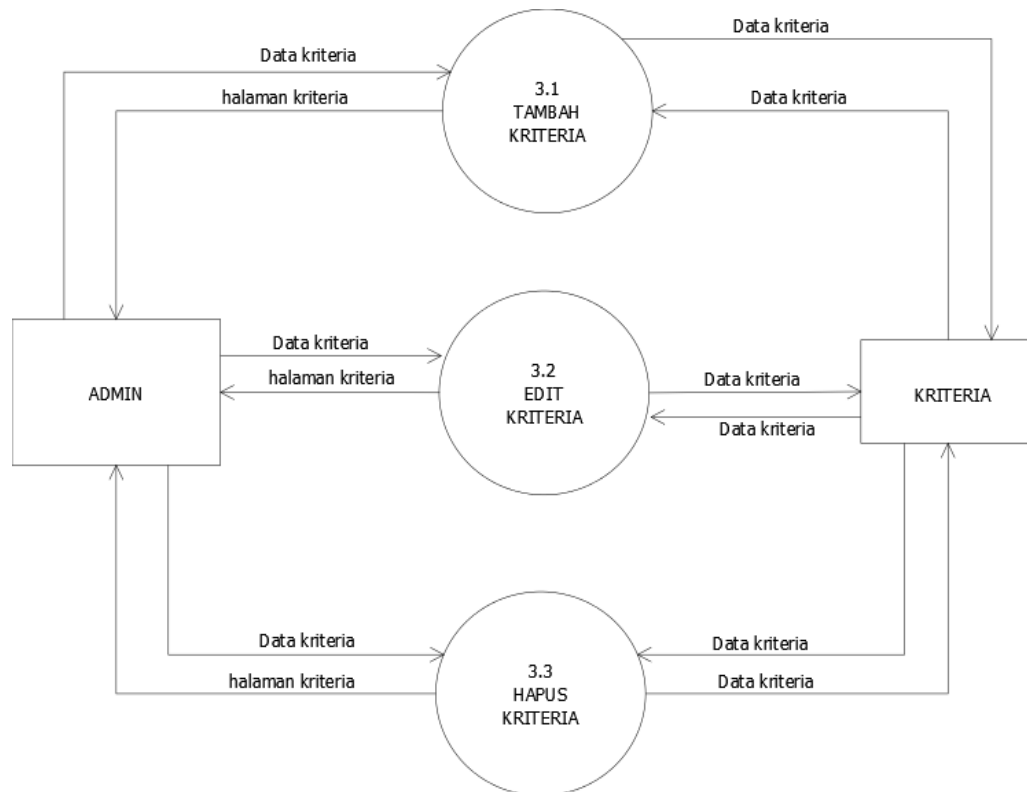 Data kriteria
Data kriteria
halaman kriteria
3.1
TAMBAH
KRITERIA
Data kriteria
Data kriteria
halaman kriteria
ADMIN
3.2
EDIT
KRITERIA
Data kriteria
Data kriteria
KRITERIA
Data kriteria
halaman kriteria
3.3
HAPUS
KRITERIA
Data kriteria
Data kriteria